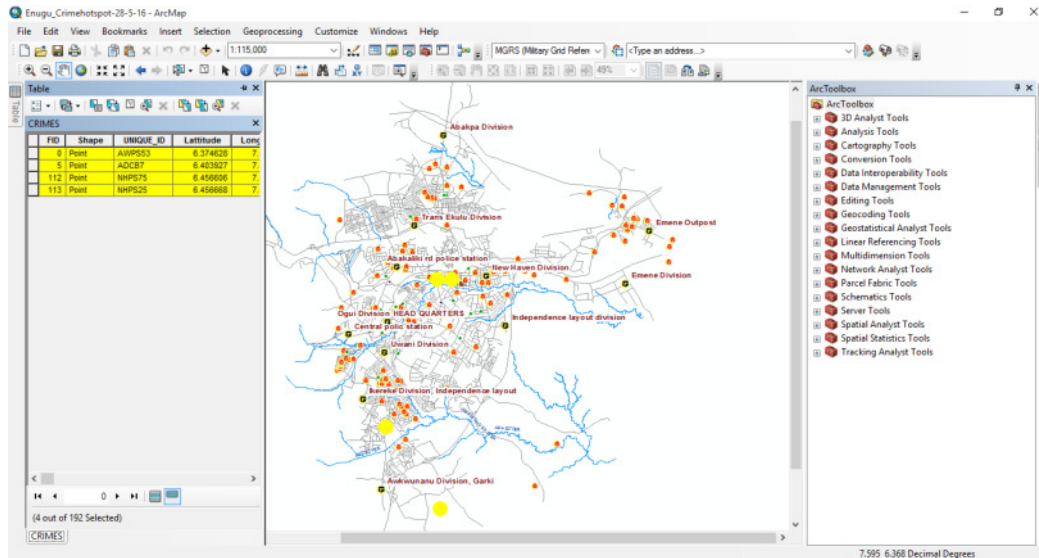 Enugu_Crimehotspot-28-5-16 - ArcMap
File Edit View Bookmarks Insert Selection Geoprocessing Customize Windows Help
1:115,000
MGRS (Military Grid Referen
<Type an address...>
49%
Table
Table
CRIMES
FID Shape UNIQUE_ID Lattitude Long
0 Point AWPS53 6.374628 7.
5 Point ADCB7 6.403927 7.
112 Point NHPS75 6.456606 7.
113 Point NHPS25 6.456668 7.
0
(4 out of 192 Selected)
CRIMES
Abakpa Division
Trans Ekulu Division
Emene Outpost
Abakaliki rd police station
New Haven Division
Emene Division
Ogui Division HEAD QUARTERS
Independence layout division
Central polic station
Uwani Division
Ikereke Division, Independence layout
Awkwunanu Division, Garki
ArcToolbox
ArcToolbox
3D Analyst Tools
Analysis Tools
Cartography Tools
Conversion Tools
Data Interoperability Tools
Data Management Tools
Editing Tools
Geocoding Tools
Geostatistical Analyst Tools
Linear Referencing Tools
Multidimension Tools
Network Analyst Tools
Parcel Fabric Tools
Schematics Tools
Server Tools
Spatial Analyst Tools
Spatial Statistics Tools
Tracking Analyst Tools
7.595 6.368 Decimal Degrees